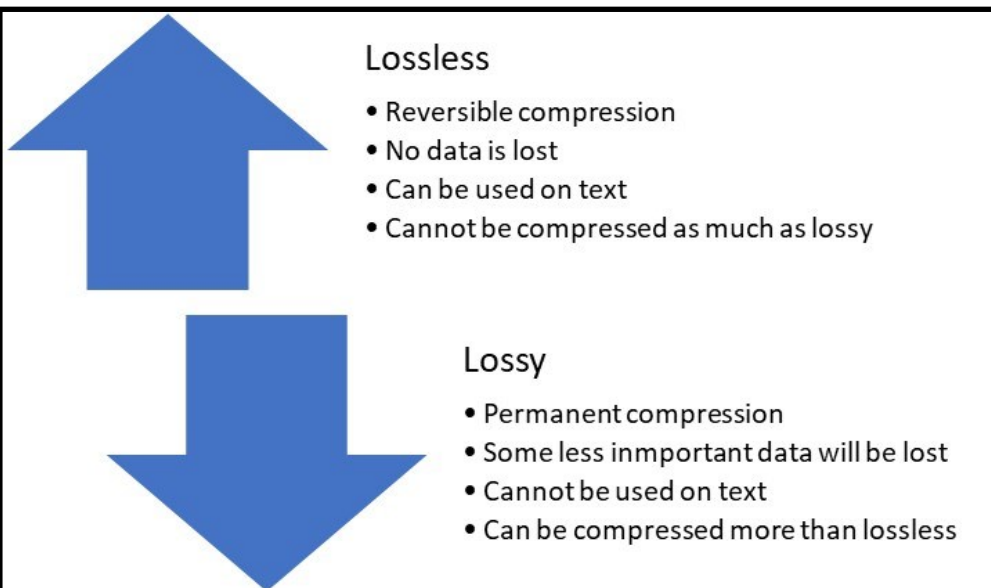 Lossless
• Reversible compression
• No data is lost
• Can be used on text
• Cannot be compressed as much as lossy
Lossy
• Permanent compression
• Some less inmportant data will be lost
• Cannot be used on text
• Can be compressed more than lossless